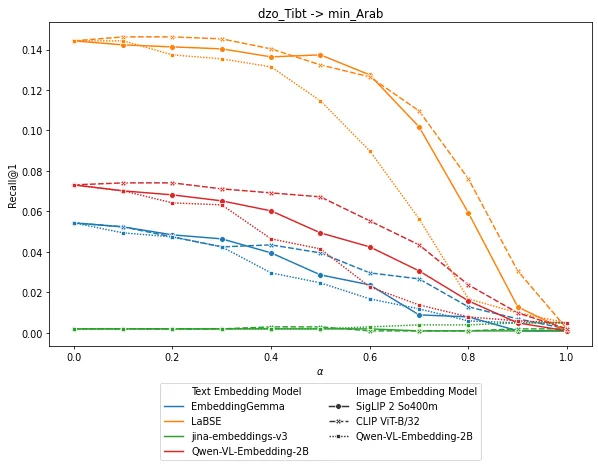 dzo_Tibt -> min_Arab
0.14
0.12
0.10
0.08
0.06
0.04
0.02
0.00
Recall@1
0.0 0.2 0.4 0.6 0.8 1.0
α
Text Embedding Model Image Embedding Model
EmbeddingGemma SigLIP 2 So400m
LaBSE CLIP ViT-B/32
jina-embeddings-v3 Qwen-VL-Embedding-2B
Qwen-VL-Embedding-2B